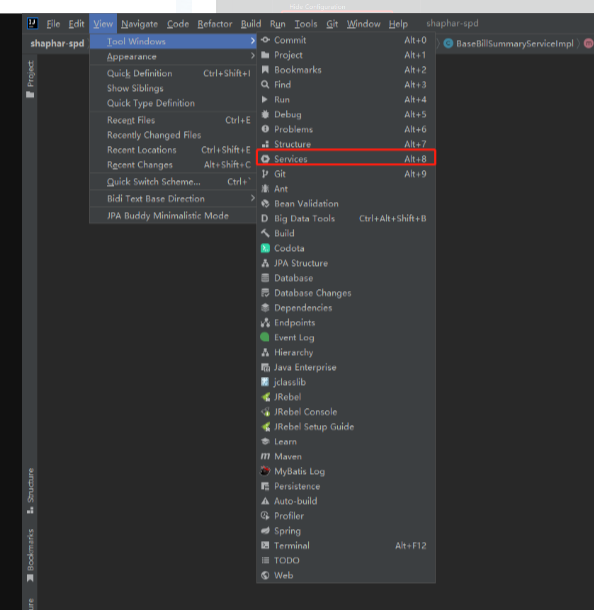 Hide Configuration
File Edit View Navigate Code Refactor Build Run Tools Git Window Help shaphar-spd
shaphar-spd
BaseBillSummaryServiceImpl
Project
Structure
Bookmarks
Tool Windows
Appearance
Quick Definition Ctrl+Shift+I
Show Siblings
Quick Type Definition
Recent Files Ctrl+E
Recently Changed Files
Recent Locations Ctrl+Shift+E
Recent Changes Alt+Shift+C
Quick Switch Scheme... Ctrl+`
Bidi Text Base Direction
JPA Buddy Minimalistic Mode
Commit Alt+0
Project Alt+1
Bookmarks Alt+2
Find Alt+3
Run Alt+4
Debug Alt+5
Problems Alt+6
Structure Alt+7
Services Alt+8
Git Alt+9
Ant
Bean Validation
Big Data Tools Ctrl+Alt+Shift+B
Build
Codota
JPA Structure
Database
Database Changes
Dependencies
Endpoints
Event Log
Hierarchy
Java Enterprise
jclasslib
JRebel
JRebel Console
JRebel Setup Guide
Learn
Maven
MyBatis Log
Persistence
Auto-build
Profiler
Spring
Terminal Alt+F12
TODO
Web